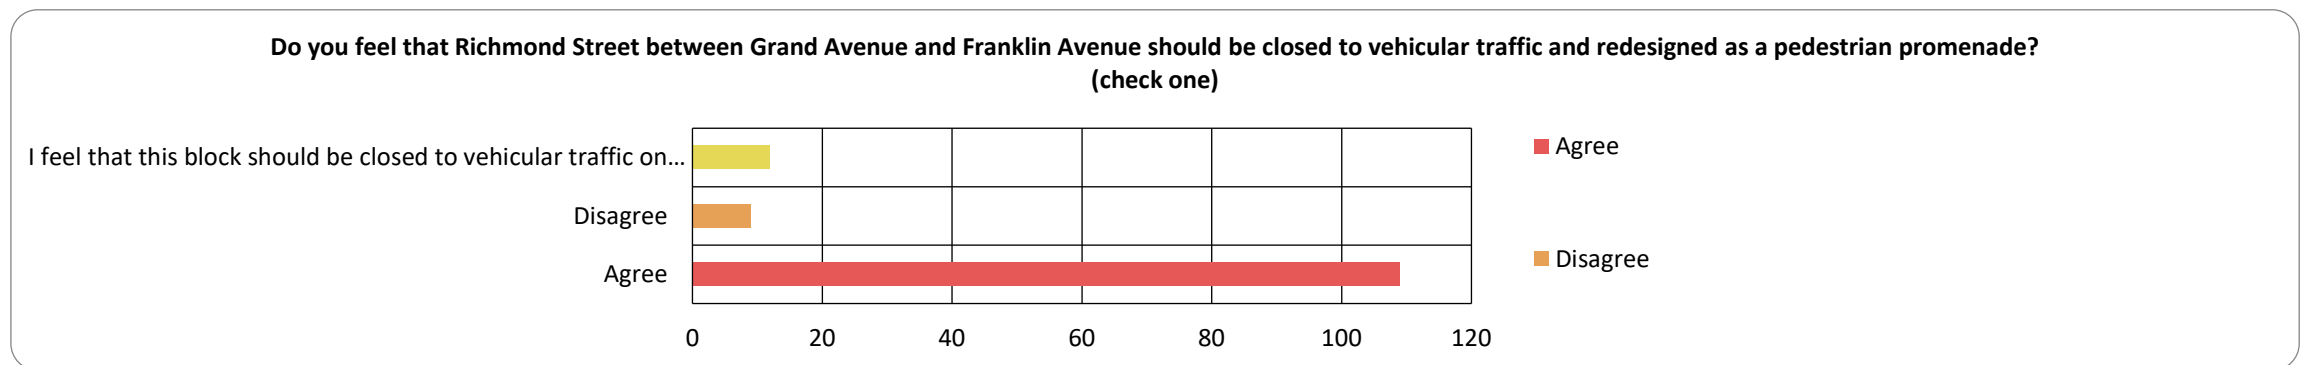 Do you feel that Richmond Street between Grand Avenue and Franklin Avenue should be closed to vehicular traffic and redesigned as a pedestrian promenade?
(check one)
I feel that this block should be closed to vehicular traffic on...
Disagree
Agree
0 20 40 60 80 100 120
Agree
Disagree